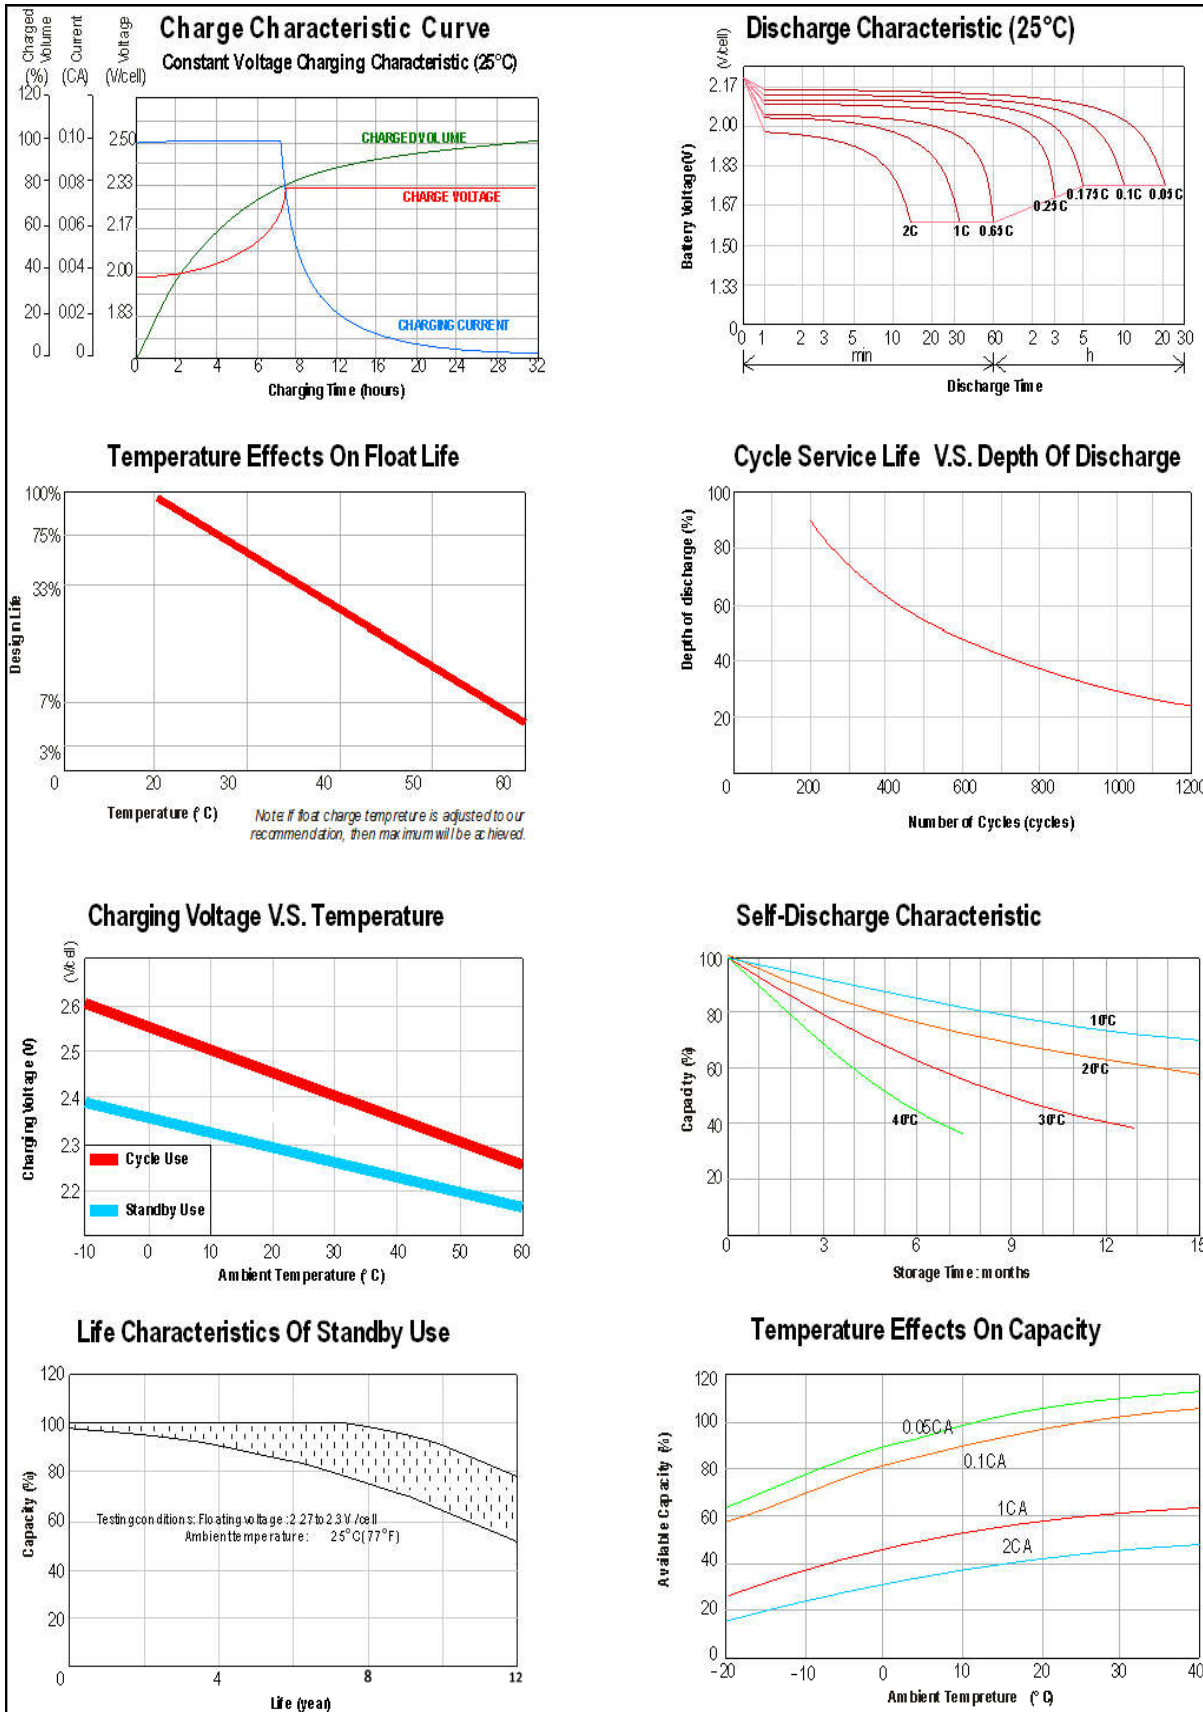 Charge Characteristic Curve
Constant Voltage Charging Characteristic (25°C)
Charged Volume
(%)
Current
(CA)
Voltage
(V/cell)
120
100
80
60
40
20
0
0.10
0.08
0.06
0.04
0.02
0
2.50
2.33
2.17
2.00
1.83
CHARGED VOLUME
CHARGE VOLTAGE
CHARGING CURRENT
0 2 4 6 8 12 16 20 24 28 32
Charging Time (hours)
Discharge Characteristic (25°C)
(V/cell)
Battery Voltage(V)
2.17
2.00
1.83
1.67
1.50
1.33
0
2C 1C 0.65C 0.25C 0.175C 0.1C 0.05C
0 1 2 3 5 10 20 30 60 2 3 5 10 20 30
min h
Discharge Time
Temperature Effects On Float Life
Design Life
100%
75%
33%
7%
3%
0 20 30 40 50 60
Temperature (°C)
Note: If float charge tempreture is adjusted to our
recommendation, then maximum will be achieved.
Cycle Service Life V.S. Depth Of Discharge
Depth of discharge (%)
100
80
60
40
20
0 200 400 600 800 1000 1200
Number of Cycles (cycles)
Charging Voltage V.S. Temperature
(V/cell)
Charging Voltage (V)
2.6
2.5
2.4
2.3
2.2
Cycle Use
Standby Use
-10 0 10 20 30 40 50 60
Ambient Temperature (°C)
Self-Discharge Characteristic
Capacity (%)
100
80
60
40
20
10°C
20°C
30°C
40°C
0 3 6 9 12 15
Storage Time: months
Life Characteristics Of Standby Use
Capacity (%)
120
100
80
60
40
20
Testing conditions: Floating voltage :2.27 to 2.3V /cell
Ambient temperature : 25°C(77°F)
0 4 8 12
Life (year)
Temperature Effects On Capacity
Available Capacity (%)
120
100
80
60
40
20
0
0.05CA
0.1CA
1CA
2CA
-20 -10 0 10 20 30 40
Ambient Tempreture (°C)